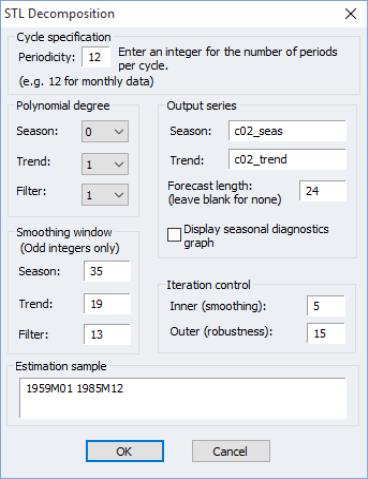 STL Decomposition
Cycle specification
Periodicity: 12 Enter an integer for the number of periods
per cycle.
(e.g. 12 for monthly data)
Polynomial degree
Season: 0
Trend: 1
Filter: 1
Output series
Season: c02_seas
Trend: c02_trend
Forecast length:
(leave blank for none) 24
Display seasonal diagnostics
graph
Smoothing window
(Odd integers only)
Season: 35
Trend: 19
Filter: 13
Iteration control
Inner (smoothing): 5
Outer (robustness): 15
Estimation sample
1959M01 1985M12
OK
Cancel